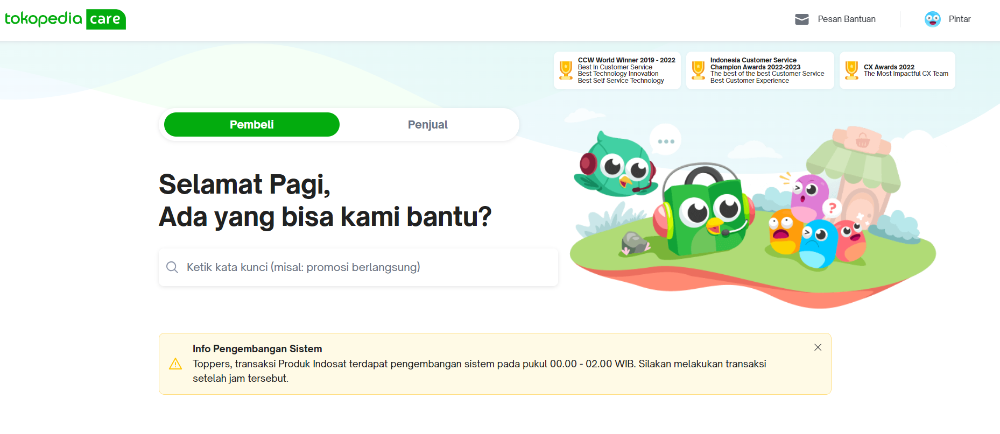 tokopedia care
Pesan Bantuan
Pintar
CCW World Winner 2019 - 2022
Best In Customer Service
Best Technology Innovation
Best Self Service Technology
Indonesia Customer Service
Champion Awards 2022-2023
The best of the best Customer Service
Best Customer Experience
CX Awards 2022
The Most Impactful CX Team
Pembeli
Penjual
Selamat Pagi,
Ada yang bisa kami bantu?
?
Ketik kata kunci (misal: promosi berlangsung)
Info Pengembangan Sistem
Toppers, transaksi Produk Indosat terdapat pengembangan sistem pada pukul 00.00 - 02.00 WIB. Silakan melakukan transaksi
setelah jam tersebut.